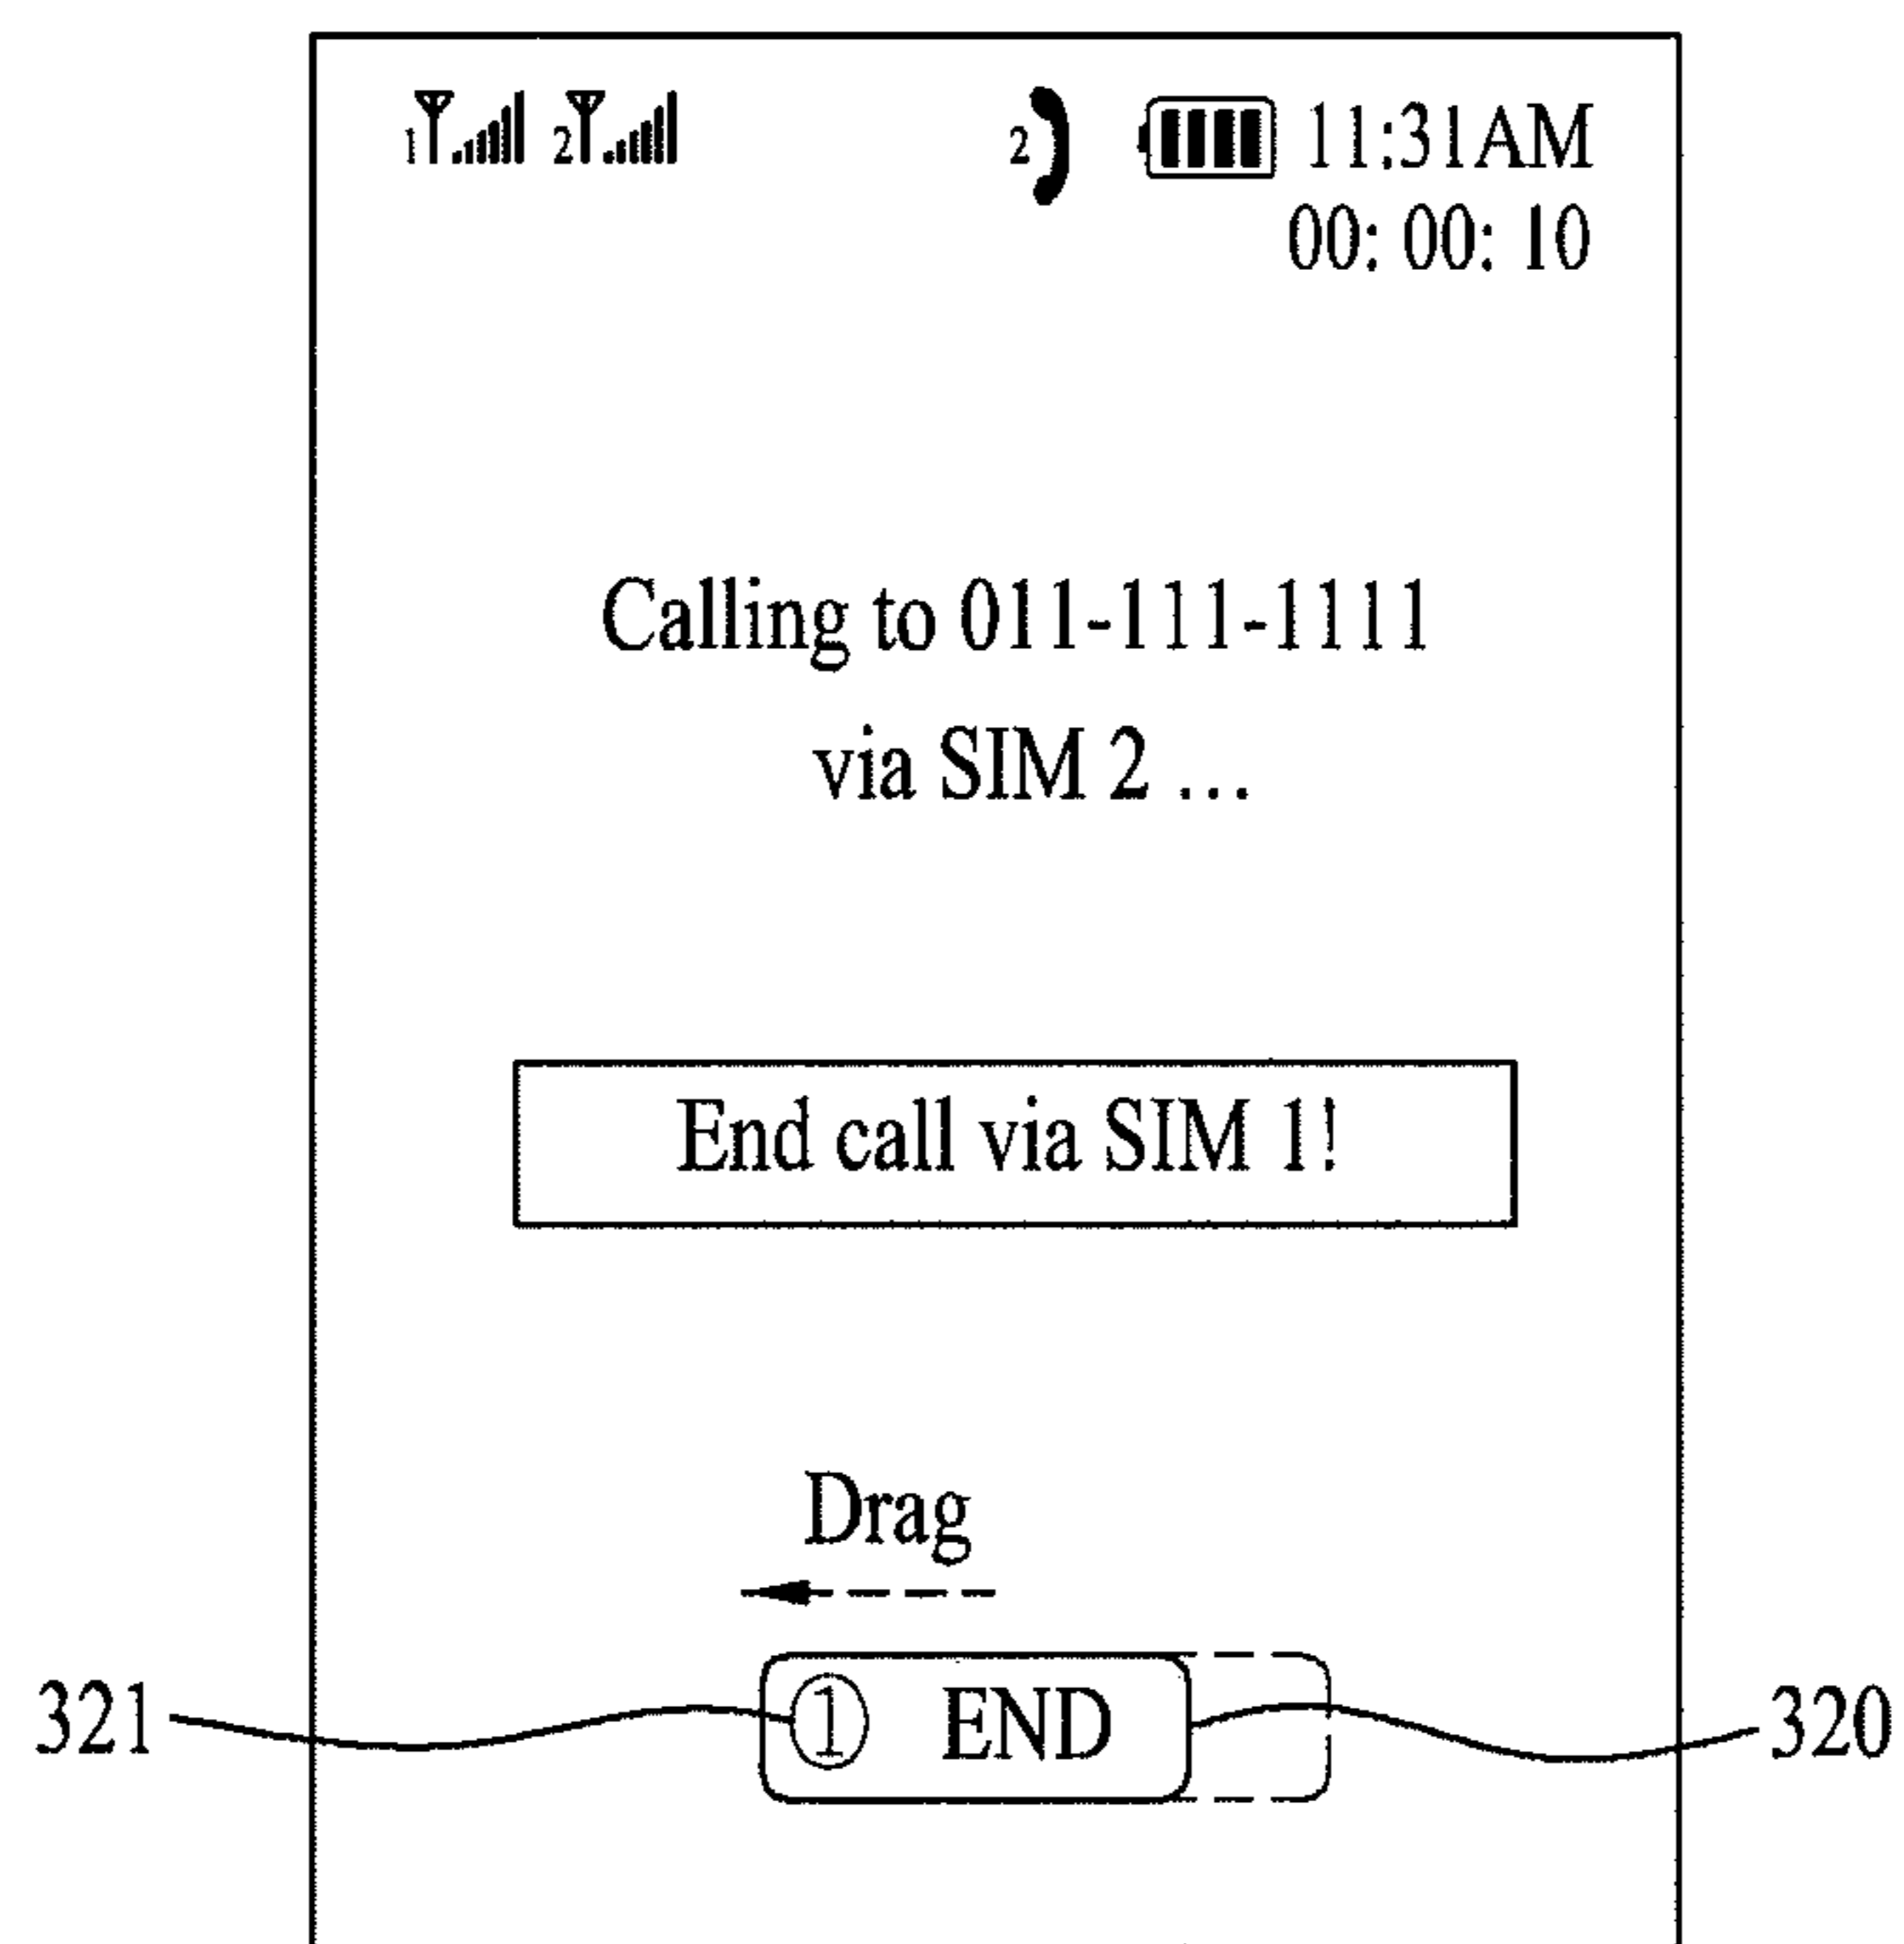 1 2 2 11:31AM
00: 00: 10
Calling to 011-111-1111
via SIM 2 ...
End call via SIM 1!
Drag
321 1 END 320